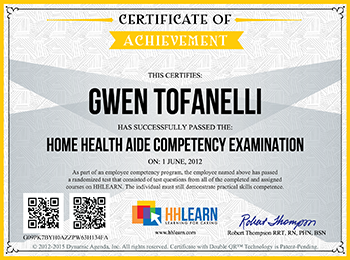 CERTIFICATE OF
ACHIEVEMENT
THIS CERTIFIES:
GWEN TOFANELLI
HAS SUCCESSFULLY PASSED THE:
HOME HEALTH AIDE COMPETENCY EXAMINATION
ON: 1 JUNE, 2012
As part of an employee competency program, the employee named above has passed
a randomized test that consisted of test questions from all of the completed and assigned
courses on HHLEARN. The individual must still demonstrate practical skills competence.
HHLEARN
LEARNING FOR CARING
www.hhlearn.com
Robert Thompson
Robert Thompson RRT, RN, PHN, BSN
© 2012-2015 Dynamic Agenda, Inc. All rights reserved. Certificate with Double QR™ Technology is Patent-Pending.